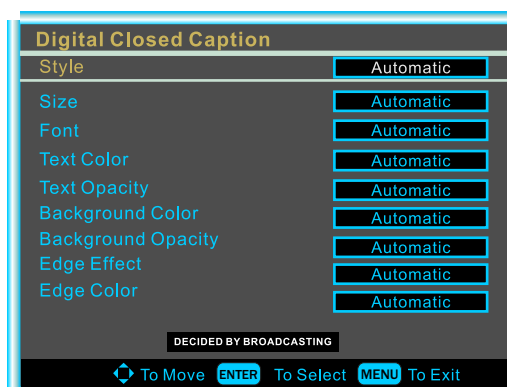 Digital Closed Caption
Style Automatic
Size Automatic
Font Automatic
Text Color Automatic
Text Opacity Automatic
Background Color Automatic
Background Opacity Automatic
Edge Effect Automatic
Edge Color Automatic
DECIDED BY BROADCASTING
To Move ENTER To Select MENU To Exit